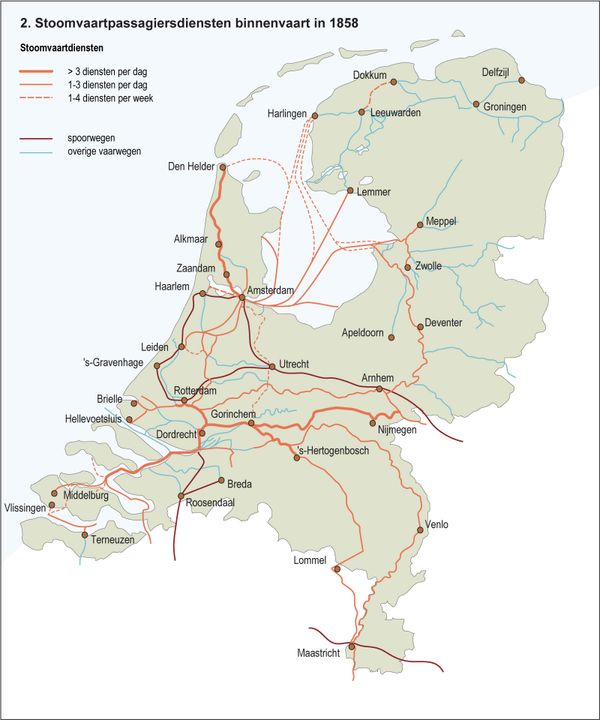 2. Stoomvaartpassagiersdiensten binnenvaart in 1858
Stoomvaartdiensten
> 3 diensten per dag
1-3 diensten per dag
1-4 diensten per week
spoorwegen
overige vaarwegen
Dokkum
Delfzijl
Harlingen
Leeuwarden
Groningen
Den Helder
Lemmer
Meppel
Alkmaar
Zaandam
Zwolle
Haarlem
Amsterdam
Deventer
Apeldoorn
Leiden
's-Gravenhage
Utrecht
Arnhem
Brielle
Rotterdam
Hellevoetsluis
Gorinchem
Dordrecht
Nijmegen
's-Hertogenbosch
Breda
Middelburg
Roosendaal
Vlissingen
Terneuzen
Venlo
Lommel
Maastricht